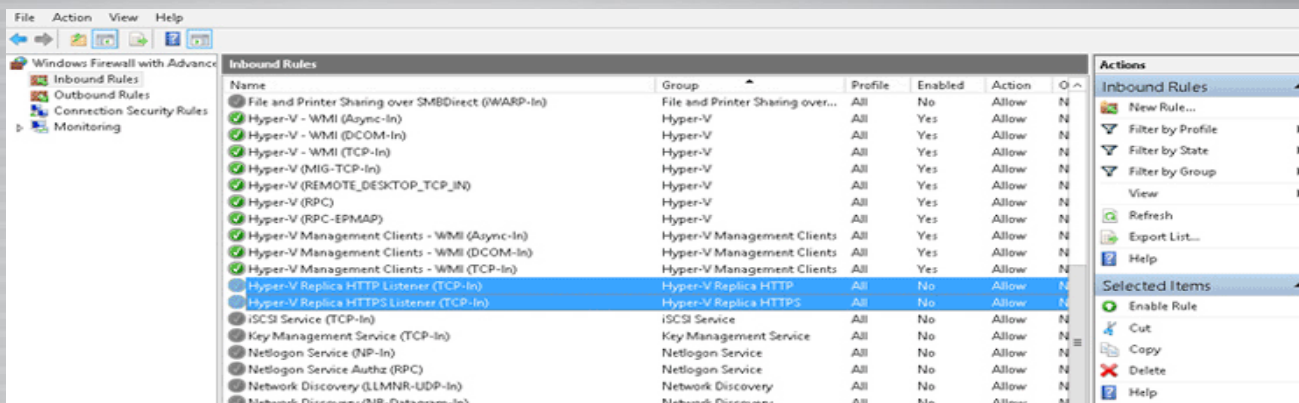 File Action View Help
Windows Firewall with Advance
Inbound Rules
Outbound Rules
Connection Security Rules
Monitoring
Inbound Rules
Name Group Profile Enabled Action O
File and Printer Sharing over SMBDirect (iWARP-In) File and Printer Sharing over... All No Allow N
Hyper-V - WMI (Async-In) Hyper-V All Yes Allow N
Hyper-V - WMI (DCOM-In) Hyper-V All Yes Allow N
Hyper-V - WMI (TCP-In) Hyper-V All Yes Allow N
Hyper-V (MIG-TCP-In) Hyper-V All Yes Allow N
Hyper-V (REMOTE_DESKTOP_TCP_IN) Hyper-V All Yes Allow N
Hyper-V (RPC) Hyper-V All Yes Allow N
Hyper-V (RPC-EPMAP) Hyper-V All Yes Allow N
Hyper-V Management Clients - WMI (Async-In) Hyper-V Management Clients All Yes Allow N
Hyper-V Management Clients - WMI (DCOM-In) Hyper-V Management Clients All Yes Allow N
Hyper-V Management Clients - WMI (TCP-In) Hyper-V Management Clients All Yes Allow N
Hyper-V Replica HTTP Listener (TCP-In) Hyper-V Replica HTTP All No Allow N
Hyper-V Replica HTTPS Listener (TCP-In) Hyper-V Replica HTTPS All No Allow N
iSCSI Service (TCP-In) iSCSI Service All No Allow N
Key Management Service (TCP-In) Key Management Service All No Allow N
Netlogon Service (NP-In) Netlogon Service All No Allow N
Netlogon Service Authz (RPC) Netlogon Service All No Allow N
Network Discovery (LLMNR-UDP-In) Network Discovery All No Allow N
Network Discovery (NB-Datagram-In) Network Discovery All No Allow N
Actions
Inbound Rules
New Rule...
Filter by Profile
Filter by State
Filter by Group
View
Refresh
Export List...
Help
Selected Items
Enable Rule
Cut
Copy
Delete
Help